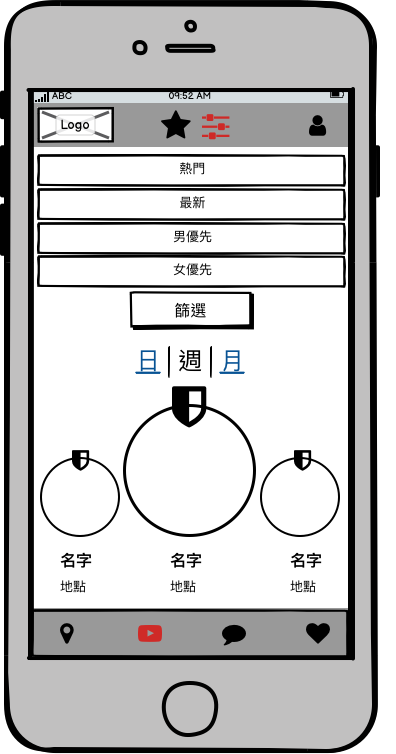 ABC 09:52 AM
Logo
熱門
最新
男優先
女優先
篩選
日 | 週 | 月
名字 名字 名字
地點 地點 地點